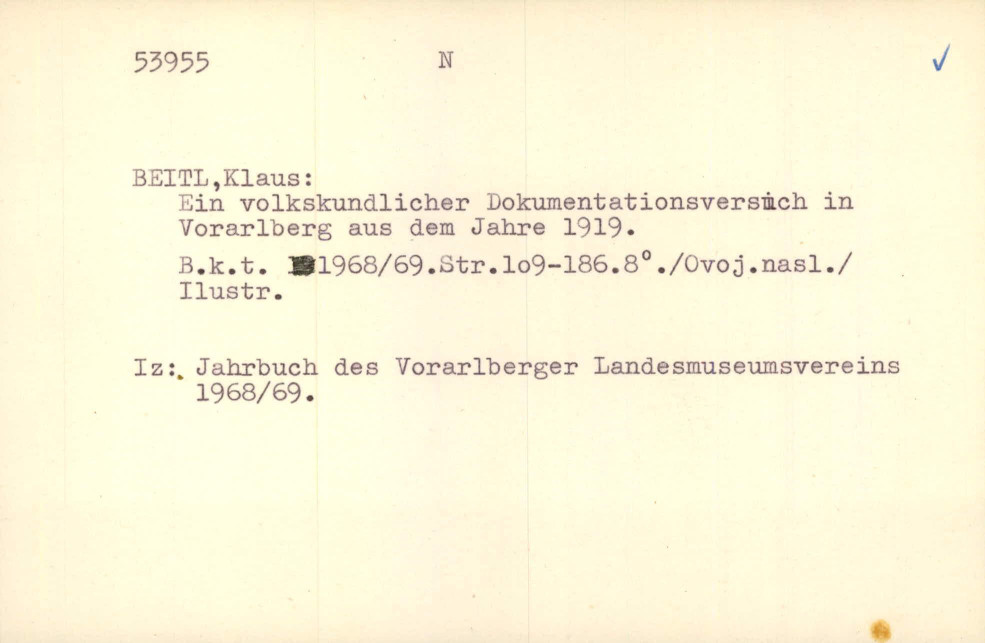 53955 N
BEITL,Klaus:
Ein volkskundlicher Dokumentationsversuch in
Vorarlberg aus dem Jahre 1919.
B.k.t. 1968/69.Str.lo9-186.8°./Ovoj.nasl./
Ilustr.
Iz: Jahrbuch des Vorarlberger Landesmuseumsvereins
1968/69.